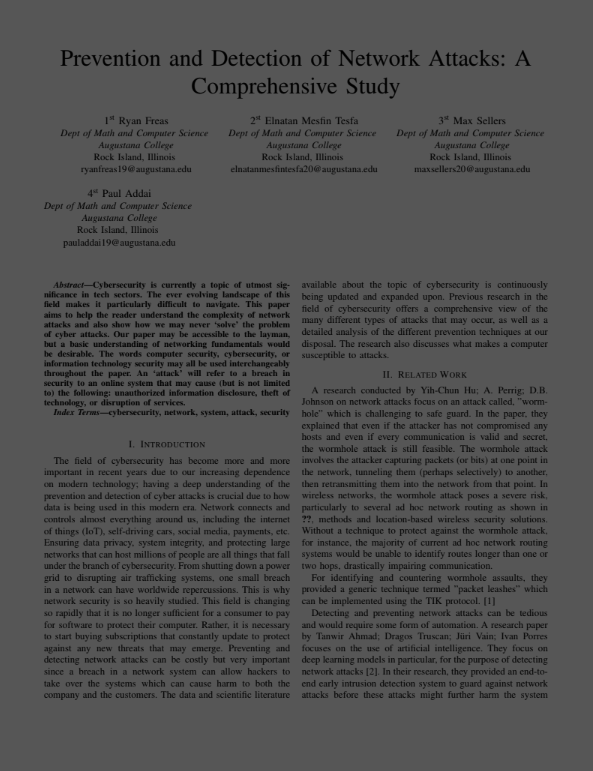 Prevention and Detection of Network Attacks: A
Comprehensive Study
1st Ryan Freas
Dept of Math and Computer Science
Augustana College
Rock Island, Illinois
ryanfreas19@augustana.edu
2st Elnatan Mesfin Tesfa
Dept of Math and Computer Science
Augustana College
Rock Island, Illinois
elnatanmesfintesfa20@augustana.edu
3st Max Sellers
Dept of Math and Computer Science
Augustana College
Rock Island, Illinois
maxsellers20@augustana.edu
4st Paul Addai
Dept of Math and Computer Science
Augustana College
Rock Island, Illinois
pauladdai19@augustana.edu
Abstract—Cybersecurity is currently a topic of utmost sig-
nificance in tech sectors. The ever evolving landscape of this
field makes it particularly difficult to navigate. This paper
aims to help the reader understand the complexity of network
attacks and also show how we may never ‘solve’ the problem
of cyber attacks. Our paper may be accessible to the layman,
but a basic understanding of networking fundamentals would
be desirable. The words computer security, cybersecurity, or
information technology security may all be used interchangeably
throughout the paper. An ‘attack’ will refer to a breach in
security to an online system that may cause (but is not limited
to) the following: unauthorized information disclosure, theft of
technology, or disruption of services.
Index Terms—cybersecurity, network, system, attack, security
I. Introduction
The field of cybersecurity has become more and more
important in recent years due to our increasing dependence
on modern technology; having a deep understanding of the
prevention and detection of cyber attacks is crucial due to how
data is being used in this modern era. Network connects and
controls almost everything around us, including the internet
of things (IoT), self-driving cars, social media, payments, etc.
Ensuring data privacy, system integrity, and protecting large
networks that can host millions of people are all things that fall
under the branch of cybersecurity. From shutting down a power
grid to disrupting air trafficking systems, one small breach
in a network can have worldwide repercussions. This is why
network security is so heavily studied. This field is changing
so rapidly that it is no longer sufficient for a consumer to pay
for software to protect their computer. Rather, it is necessary
to start buying subscriptions that constantly update to protect
against any new threats that may emerge. Preventing and
detecting network attacks can be costly but very important
since a breach in a network system can allow hackers to
take over the systems which can cause harm to both the
company and the customers. The data and scientific literature
available about the topic of cybersecurity is continuously
being updated and expanded upon. Previous research in the
field of cybersecurity offers a comprehensive view of the
many different types of attacks that may occur, as well as a
detailed analysis of the different prevention techniques at our
disposal. The research also discusses what makes a computer
susceptible to attacks.
II. Related Work
A research conducted by Yih-Chun Hu; A. Perrig; D.B.
Johnson on network attacks focus on an attack called, "worm-
hole" which is challenging to safe guard. In the paper, they
explained that even if the attacker has not compromised any
hosts and even if every communication is valid and secret,
the wormhole attack is still feasible. The wormhole attack
involves the attacker capturing packets (or bits) at one point in
the network, tunneling them (perhaps selectively) to another,
then retransmitting them into the network from that point. In
wireless networks, the wormhole attack poses a severe risk,
particularly to several ad hoc network routing as shown in
??, methods and location-based wireless security solutions.
Without a technique to protect against the wormhole attack,
for instance, the majority of current ad hoc network routing
systems would be unable to identify routes longer than one or
two hops, drastically impairing communication.
For identifying and countering wormhole assaults, they
provided a generic technique termed "packet leashes" which
can be implemented using the TIK protocol. [1]
Detecting and preventing network attacks can be tedious
and would require some form of automation. A research paper
by Tanwir Ahmad; Dragos Truscan; Jüri Vain; Ivan Porres
focuses on the use of artificial intelligence. They focus on
deep learning models in particular, for the purpose of detecting
network attacks [2]. In their research, they provided an end-to-
end early intrusion detection system to guard against network
attacks before these attacks might further harm the system